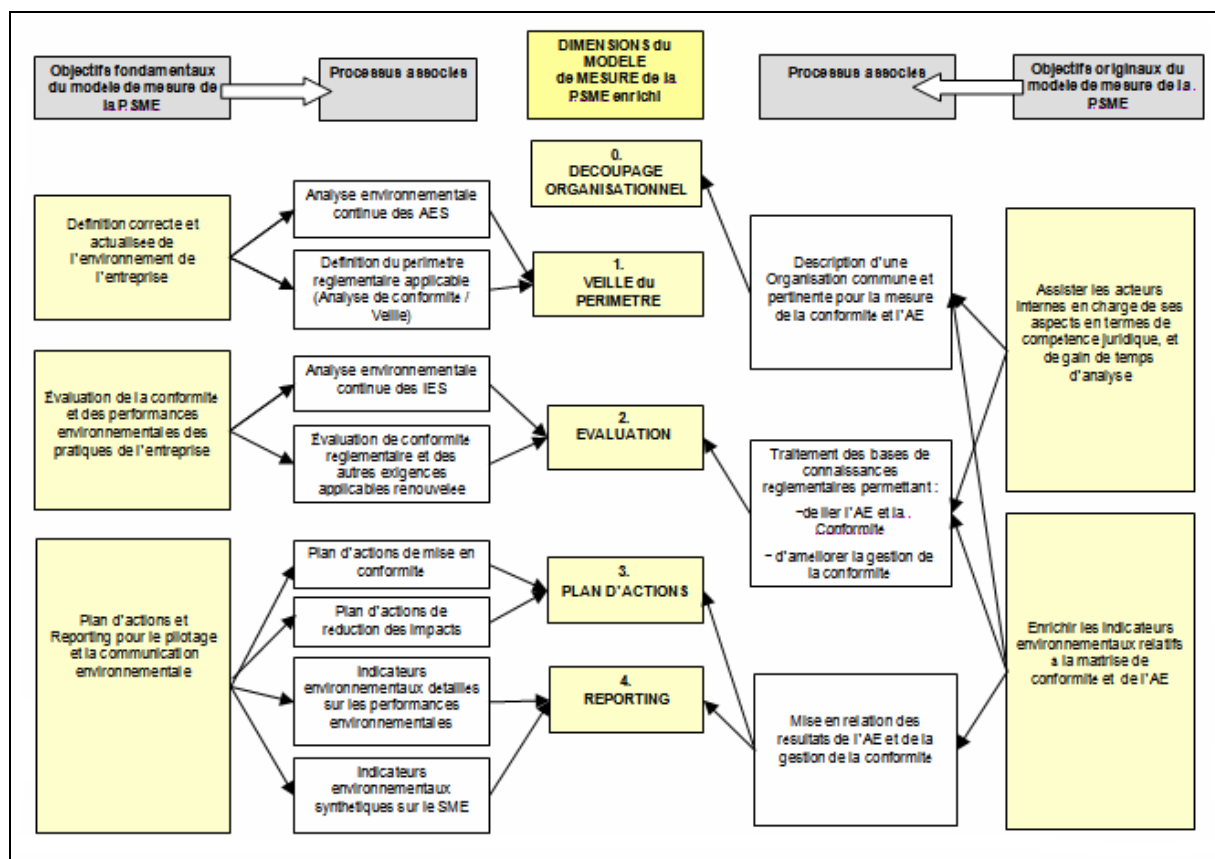 Objectifs fondamentaux
du modele de mesure de
la PSME
Processus associes
DIMENSIONS du
MODELE
de MESURE de la
PSME enrichi
Processus associes
Objectifs originaux du
modele de mesure de la.
PSME
0.
DECOUPAGE
ORGANISATIONNEL
Definition correcte et
actualisee de
l'environnement de
l'entreprise
Analyse environnementale
continue des AES
Definition du perimetre
reglementaire applicable
(Analyse de conformite /
Veille)
1.
VEILLE du
PERIMETRE
Description d'une
Organisation commune et
pertinente pour la mesure
de la conformite et l'AE
Assister les acteurs
internes en charge de ses
aspects en termes de
competence juridique, et
de gain de temps
d'analyse
Évaluation de la conformite
et des performances
environnementales des
pratiques de l'entreprise
Analyse environnementale
continue des IES
Évaluation de conformite
reglementaire et des
autres exigences
applicables renouvelee
2.
EVALUATION
Traitement des bases de
connaissances
reglementaires permettant :
-de lier l'AE et la.
Conformite
- d'ameliorer la gestion de
la conformite
Plan d'actions et
Reporting pour le pilotage
et la communication
environnementale
Plan d'actions de mise en
conformite
Plan d'actions de
reduction des impacts
Indicateurs
environnementaux detailles
sur les performances
environnementales
Indicateurs
environnementaux
synthetiques sur le SME
3.
PLAN D'ACTIONS
4.
REPORTING
Mise en relation des
resultats de l'AE et de la
gestion de la conformite
Enrichir les indicateurs
environnementaux relatifs
a la maitrise de
conformite et de l'AE